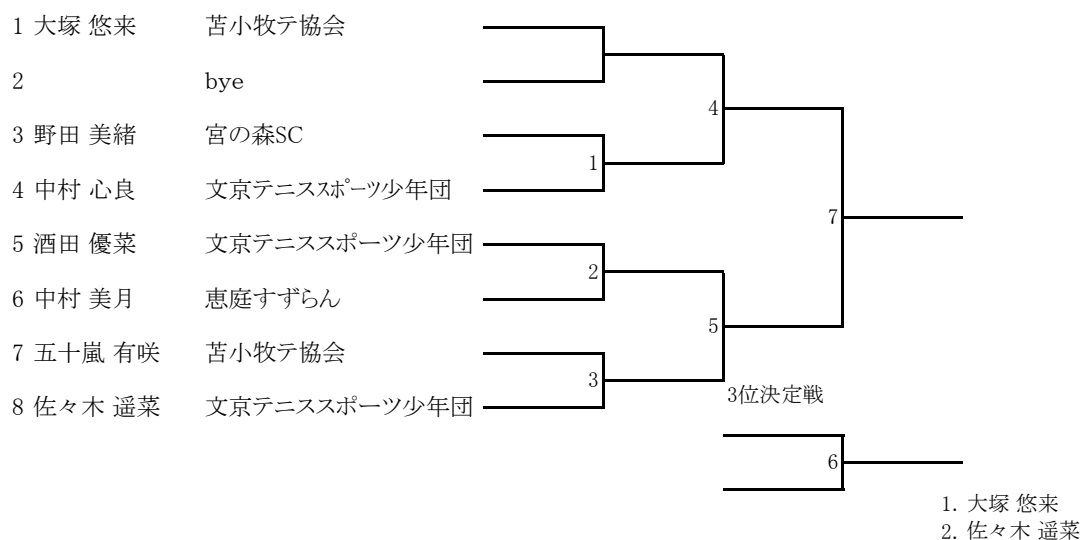 1 大塚 悠来 苫小牧テ協会
2 bye
3 野田 美緒 宮の森SC
4 中村 心良 文京テニススポーツ少年団
5 酒田 優菜 文京テニススポーツ少年団
6 中村 美月 恵庭すずらん
7 五十嵐 有咲 苫小牧テ協会
8 佐々木 遥菜 文京テニススポーツ少年団
4
1
7
2
5
3
3位決定戦
6
1. 大塚 悠来
2. 佐々木 遥菜